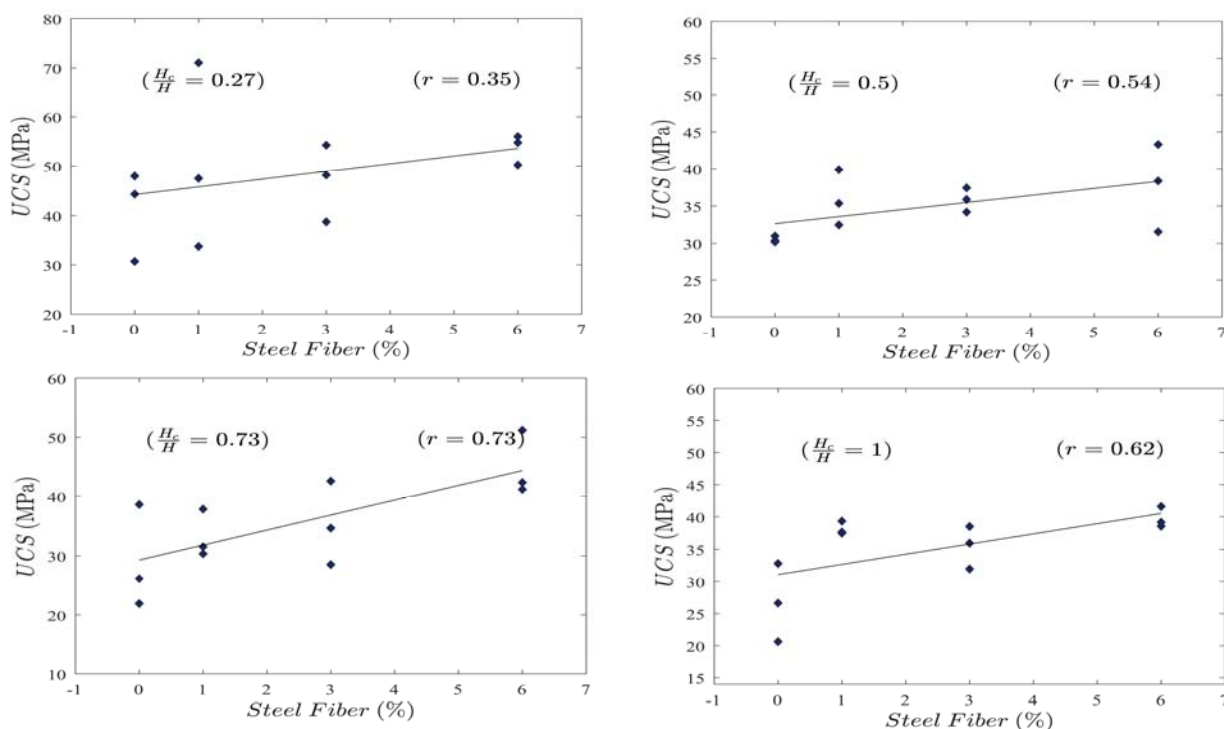 80
70
60
50
40
30
20
UCS (MPa)
(Hc/H = 0.27) (r = 0.35)
-1 0 1 2 3 4 5 6 7
Steel Fiber (%)
60
55
50
45
40
35
30
25
20
UCS (MPa)
(Hc/H = 0.5) (r = 0.54)
-1 0 1 2 3 4 5 6 7
Steel Fiber (%)
60
50
40
30
20
10
UCS (MPa)
(Hc/H = 0.73) (r = 0.73)
-1 0 1 2 3 4 5 6 7
Steel Fiber (%)
60
55
50
45
40
35
30
25
20
15
UCS (MPa)
(Hc/H = 1) (r = 0.62)
-1 0 1 2 3 4 5 6 7
Steel Fiber (%)